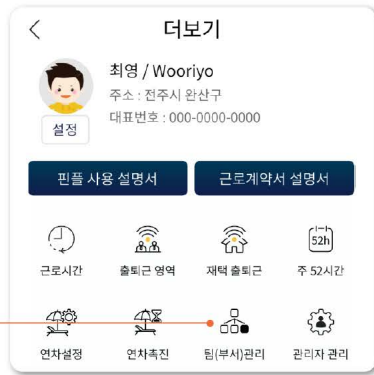 더보기
최영 / Wooriyo
주소 : 전주시 완산구
대표번호 : 000-0000-0000
설정
핀플 사용 설명서
근로계약서 설명서
근로시간
출퇴근 영역
재택 출퇴근
52h
주 52시간
연차설정
연차촉진
팀(부서)관리
관리자 관리